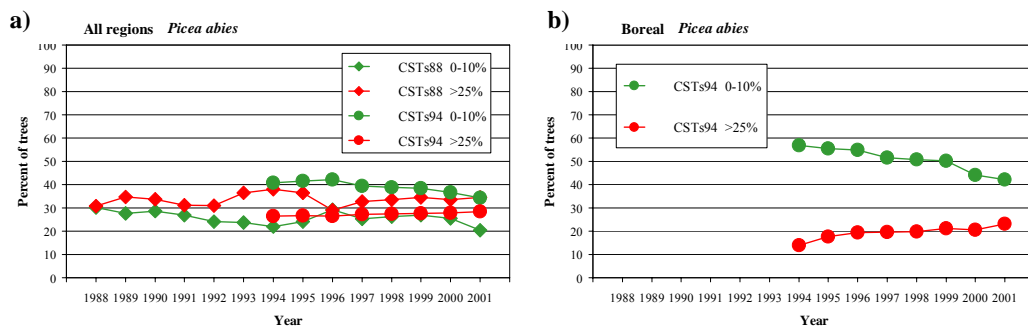 a)
All regions Picea abies
100
90
80
70
60
50
40
30
20
10
0
Percent of trees
CSTs88 0-10%
CSTs88 >25%
CSTs94 0-10%
CSTs94 >25%
1988 1989 1990 1991 1992 1993 1994 1995 1996 1997 1998 1999 2000 2001
Year
b)
Boreal Picea abies
100
90
80
70
60
50
40
30
20
10
0
Percent of trees
CSTs94 0-10%
CSTs94 >25%
1988 1989 1990 1991 1992 1993 1994 1995 1996 1997 1998 1999 2000 2001
Year